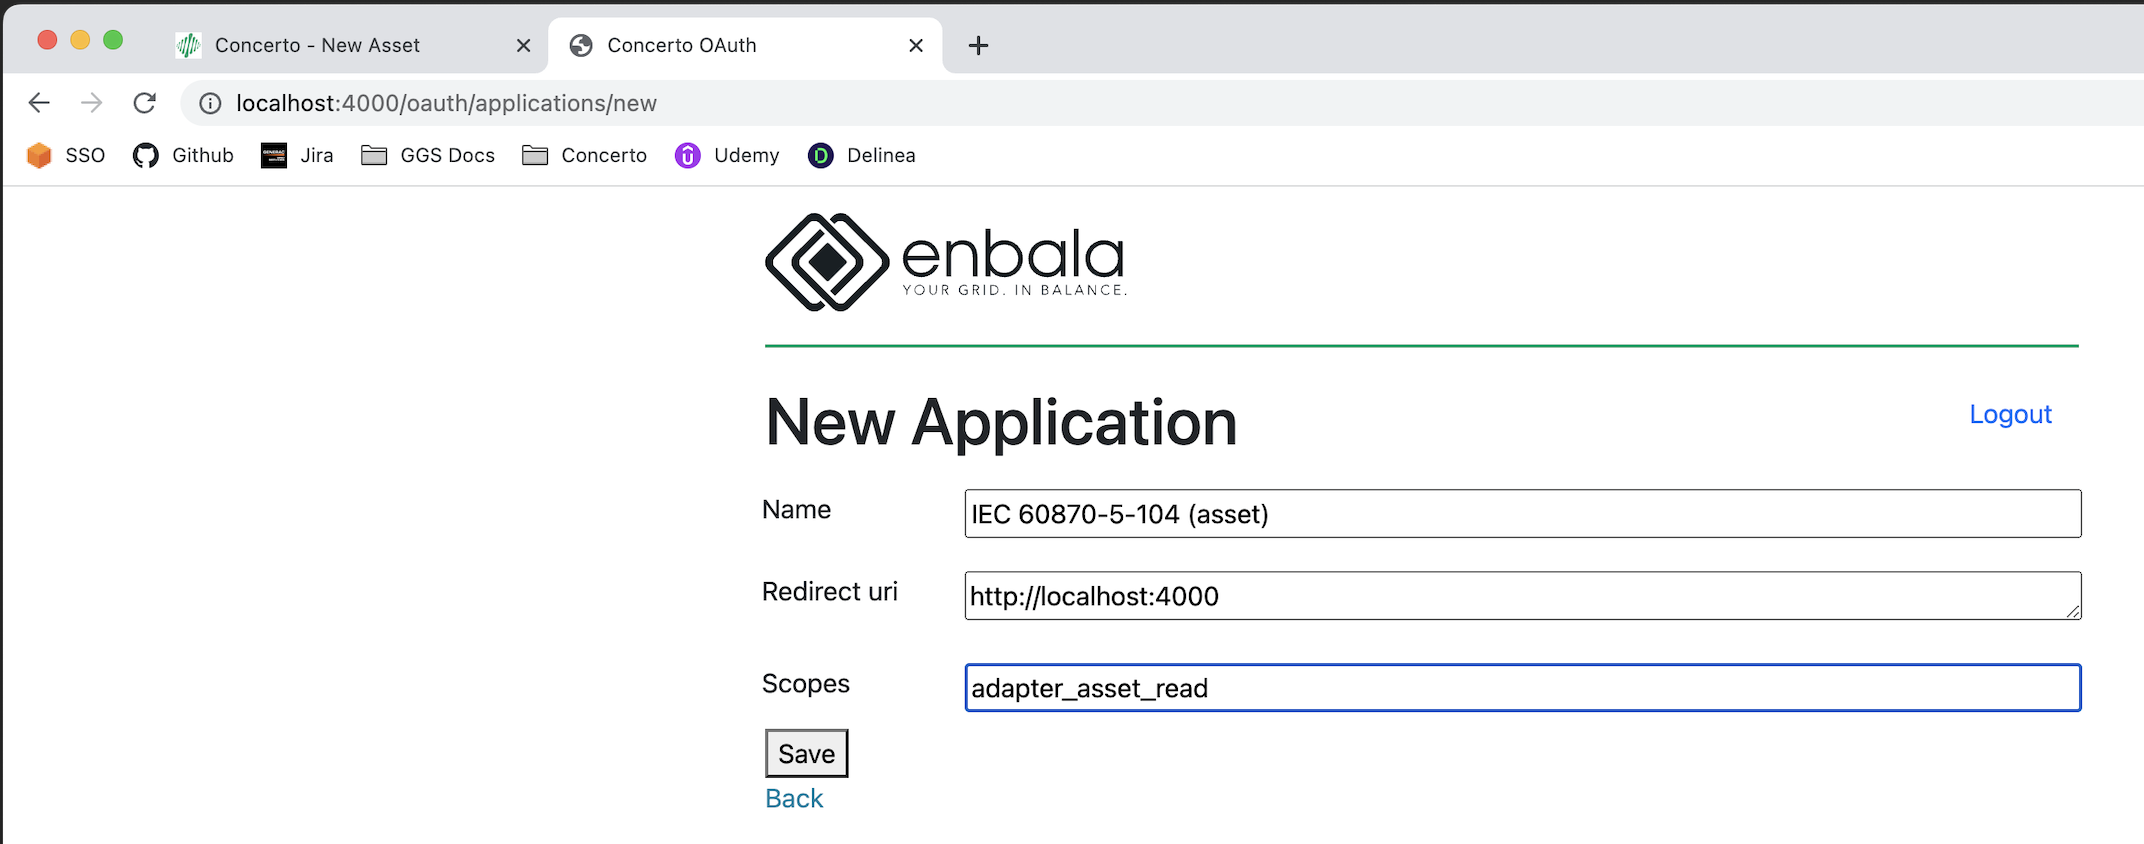 Concerto - New Asset
Concerto OAuth
localhost:4000/oauth/applications/new
SSO Github Jira GGS Docs Concerto Udemy Delinea
enbala
YOUR GRID. IN BALANCE.
New Application
Logout
Name
IEC 60870-5-104 (asset)
Redirect uri
http://localhost:4000
Scopes
adapter_asset_read
Save
Back